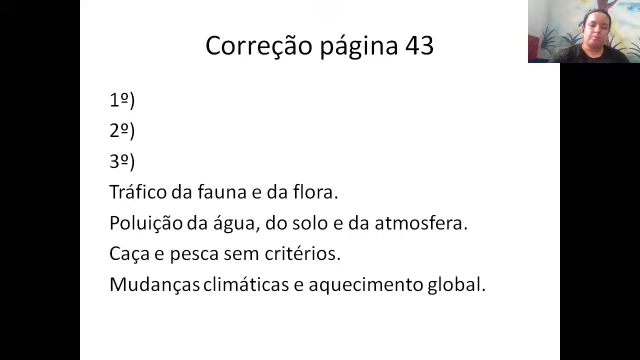 Correção página 43
1º)
2º)
3º)
Tráfico da fauna e da flora.
Poluição da água, do solo e da atmosfera.
Caça e pesca sem critérios.
Mudanças climáticas e aquecimento global.